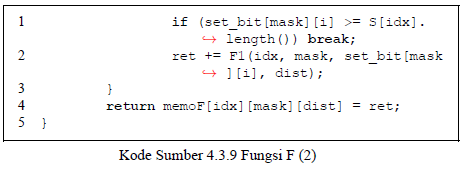 1 if (set_bit[mask][i] >= S[idx].
↪ length()) break;
2 ret += F1(idx, mask, set_bit[mask
↪ ][i], dist);
3 }
4 return memoF[idx][mask][dist] = ret;
5 }
Kode Sumber 4.3.9 Fungsi F (2)